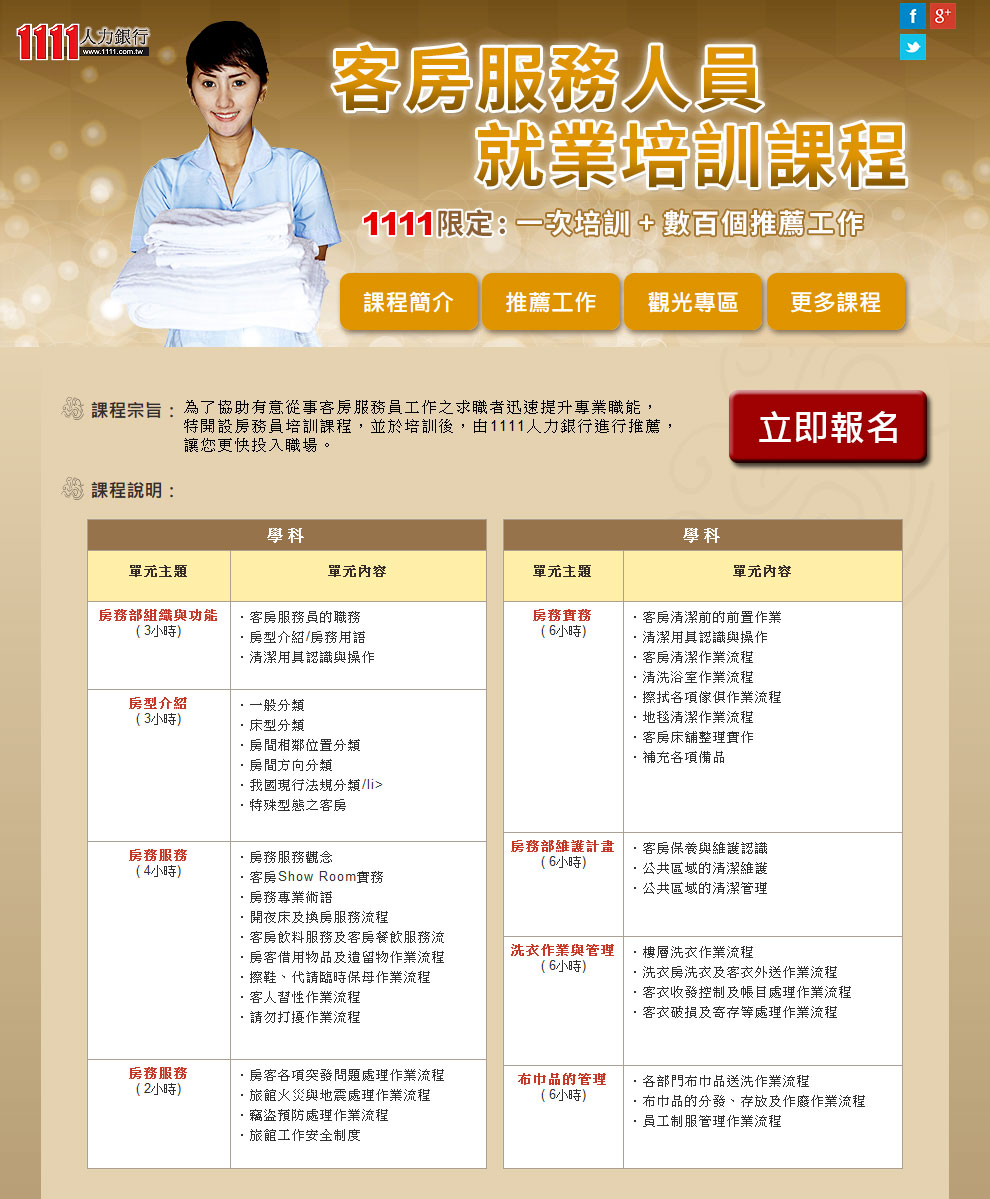 1111人力銀行
www.1111.com.tw
f
g+
客房服務人員
就業培訓課程
1111限定：一次培訓 + 數百個推薦工作
課程簡介
推薦工作
觀光專區
更多課程
課程宗旨：
為了協助有意從事客房服務員工作之求職者迅速提升專業職能，
特開設房務員培訓課程，並於培訓後，由1111人力銀行進行推薦，
讓您更快投入職場。
立即報名
課程說明：
學科
單元主題
單元內容
房務部組織與功能
( 3小時)
· 客房服務員的職務
· 房型介紹/房務用語
· 清潔用具認識與操作
房型介紹
( 3小時)
· 一般分類
· 床型分類
· 房間相鄰位置分類
· 房間方向分類
· 我國現行法規分類/li>
· 特殊型態之客房
房務服務
( 4小時)
· 房務服務觀念
· 客房Show Room實務
· 房務專業術語
· 開夜床及換房服務流程
· 客房飲料服務及客房餐飲服務流
· 房客借用物品及遺留物作業流程
· 擦鞋、代請臨時保母作業流程
· 客人習性作業流程
· 請勿打擾作業流程
房務服務
( 2小時)
· 房客各項突發問題處理作業流程
· 旅館火災與地震處理作業流程
· 竊盜預防處理作業流程
· 旅館工作安全制度
學科
單元主題
單元內容
房務實務
( 6小時)
· 客房清潔前的前置作業
· 清潔用具認識與操作
· 客房清潔作業流程
· 清洗浴室作業流程
· 擦拭各項傢俱作業流程
· 地毯清潔作業流程
· 客房床舖整理實作
· 補充各項備品
房務部維護計畫
( 6小時)
· 客房保養與維護認識
· 公共區域的清潔維護
· 公共區域的清潔管理
洗衣作業與管理
( 6小時)
· 樓層洗衣作業流程
· 洗衣房洗衣及客衣外送作業流程
· 客衣收發控制及帳目處理作業流程
· 客衣破損及寄存等處理作業流程
布巾品的管理
( 6小時)
· 各部門布巾品送洗作業流程
· 布巾品的分發、存放及作廢作業流程
· 員工制服管理作業流程